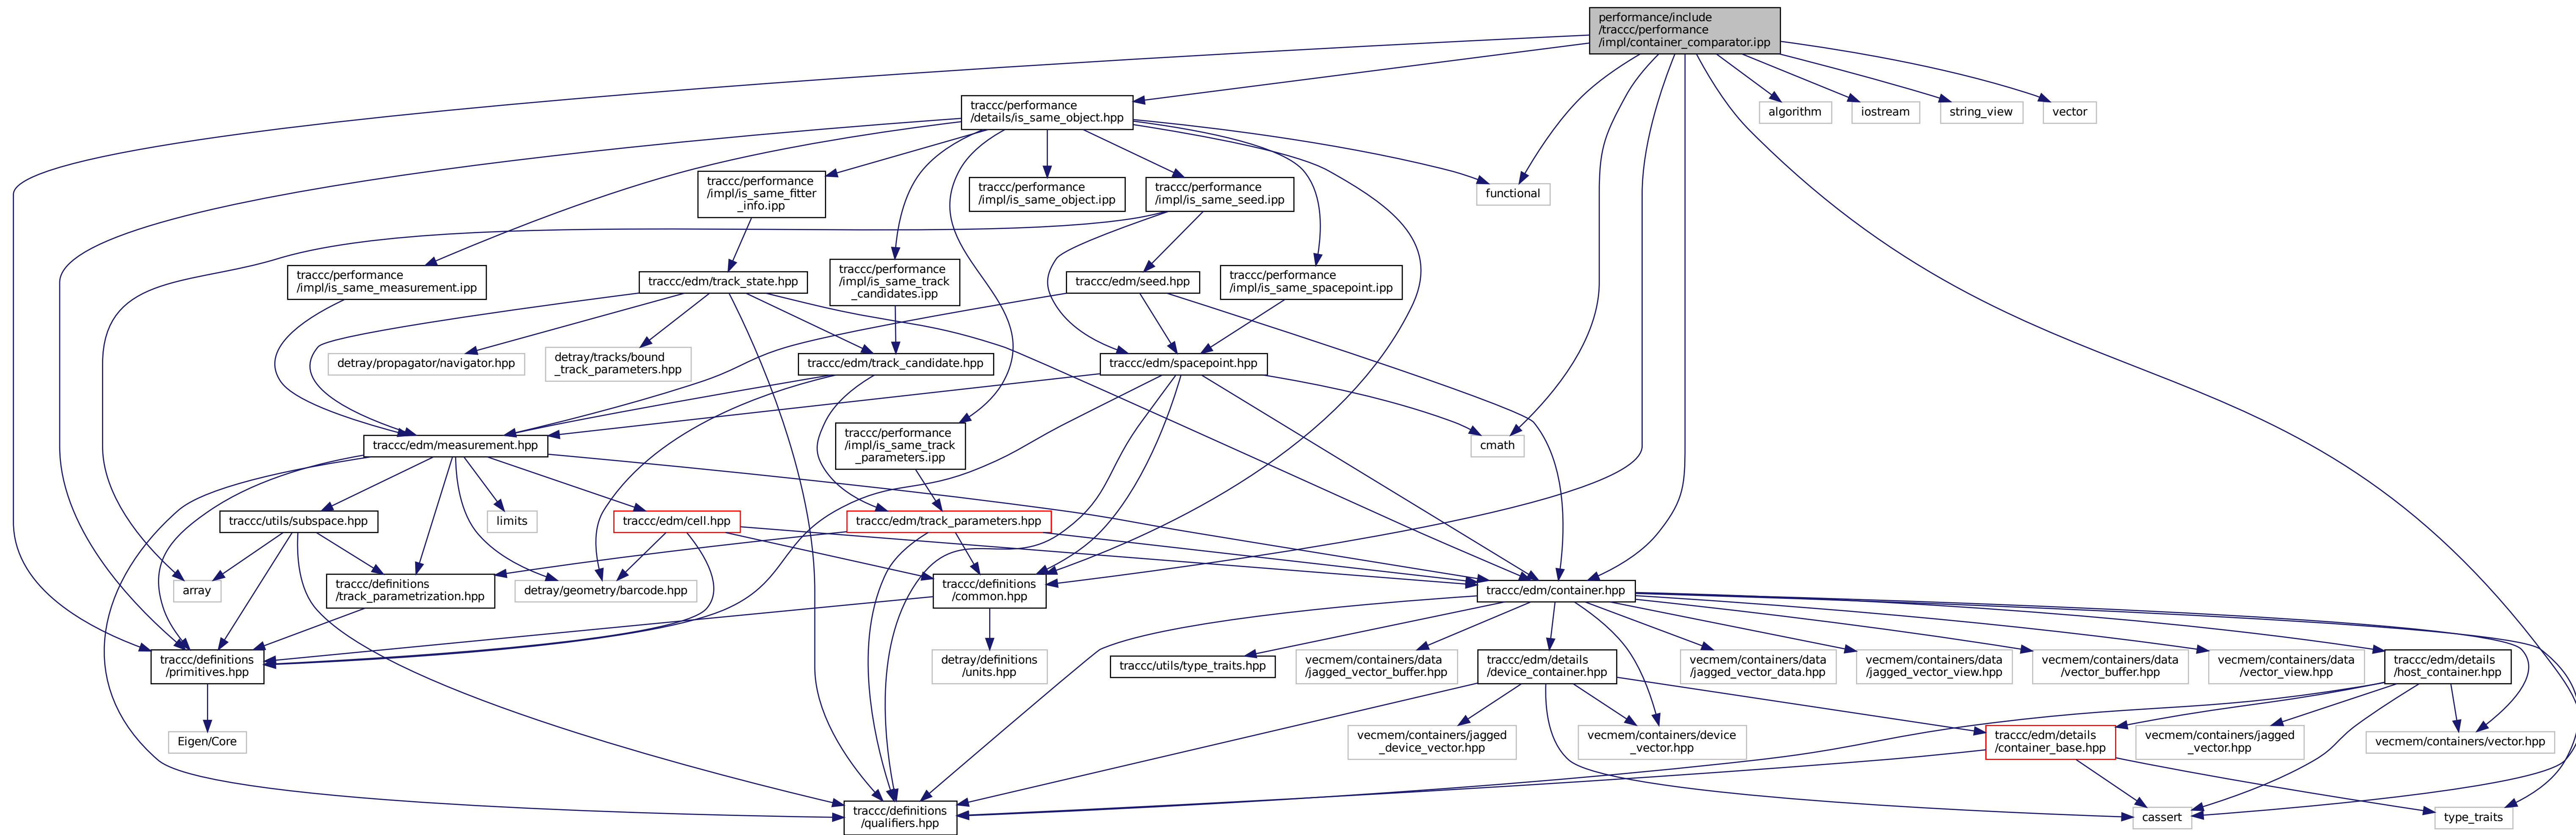 performance/include
/traccc/performance
/impl/container_comparator.ipp
traccc/performance
/details/is_same_object.hpp
algorithm
iostream
string_view
vector
traccc/performance
/impl/is_same_fitter
_info.ipp
traccc/performance
/impl/is_same_object.ipp
traccc/performance
/impl/is_same_seed.ipp
functional
traccc/performance
/impl/is_same_measurement.ipp
traccc/edm/track_state.hpp
traccc/performance
/impl/is_same_track
_candidates.ipp
traccc/edm/seed.hpp
traccc/performance
/impl/is_same_spacepoint.ipp
detray/propagator/navigator.hpp
detray/tracks/bound
_track_parameters.hpp
traccc/edm/track_candidate.hpp
traccc/edm/spacepoint.hpp
traccc/edm/measurement.hpp
traccc/performance
/impl/is_same_track
_parameters.ipp
cmath
traccc/utils/subspace.hpp
limits
traccc/edm/cell.hpp
traccc/edm/track_parameters.hpp
array
traccc/definitions
/track_parametrization.hpp
detray/geometry/barcode.hpp
traccc/definitions
/common.hpp
traccc/edm/container.hpp
traccc/definitions
/primitives.hpp
detray/definitions
/units.hpp
traccc/utils/type_traits.hpp
vecmem/containers/data
/jagged_vector_buffer.hpp
traccc/edm/details
/device_container.hpp
vecmem/containers/data
/jagged_vector_data.hpp
vecmem/containers/data
/jagged_vector_view.hpp
vecmem/containers/data
/vector_buffer.hpp
vecmem/containers/data
/vector_view.hpp
traccc/edm/details
/host_container.hpp
Eigen/Core
vecmem/containers/jagged
_device_vector.hpp
vecmem/containers/device
_vector.hpp
traccc/edm/details
/container_base.hpp
vecmem/containers/jagged
_vector.hpp
vecmem/containers/vector.hpp
traccc/definitions
/qualifiers.hpp
cassert
type_traits